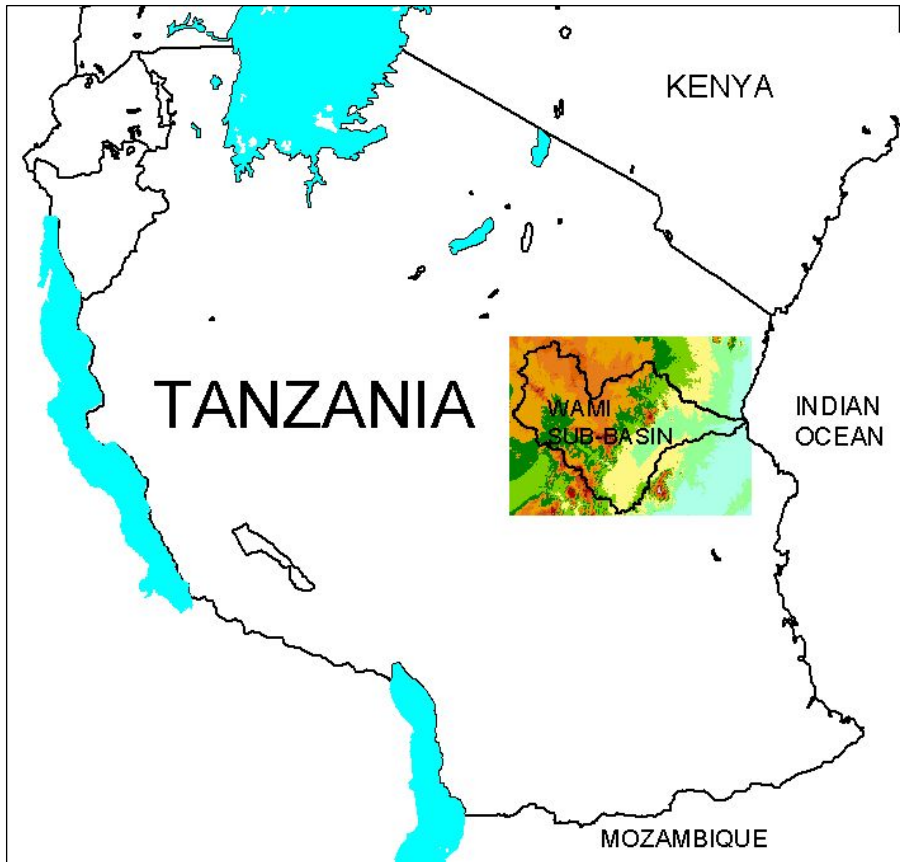 KENYA
TANZANIA
WAMI
SUB-BASIN
INDIAN
OCEAN
MOZAMBIQUE